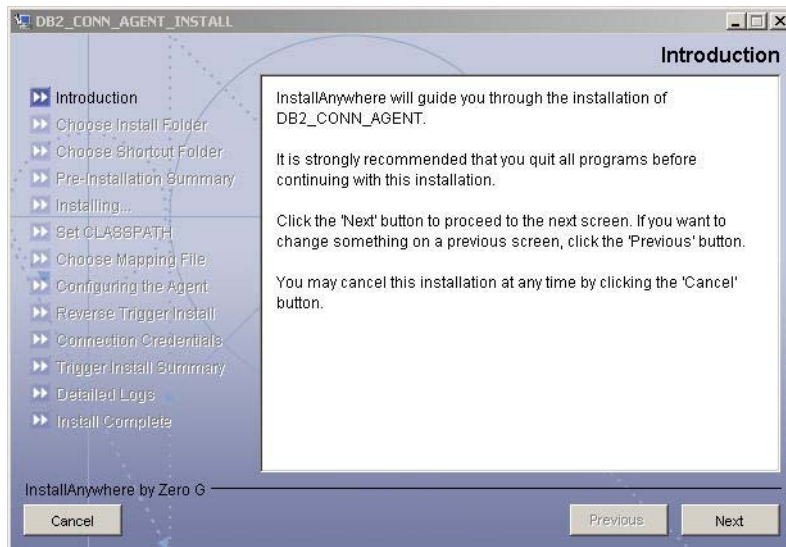 DB2_CONN_AGENT_INSTALL
Introduction
Introduction
Choose Install Folder
Choose Shortcut Folder
Pre-Installation Summary
Installing...
Set CLASSPATH
Choose Mapping File
Configuring the Agent
Reverse Trigger Install
Connection Credentials
Trigger Install Summary
Detailed Logs
Install Complete
InstallAnywhere will guide you through the installation of
DB2_CONN_AGENT.
It is strongly recommended that you quit all programs before
continuing with this installation.
Click the 'Next' button to proceed to the next screen. If you want to
change something on a previous screen, click the 'Previous' button.
You may cancel this installation at any time by clicking the 'Cancel'
button.
InstallAnywhere by Zero G
Cancel
Previous
Next